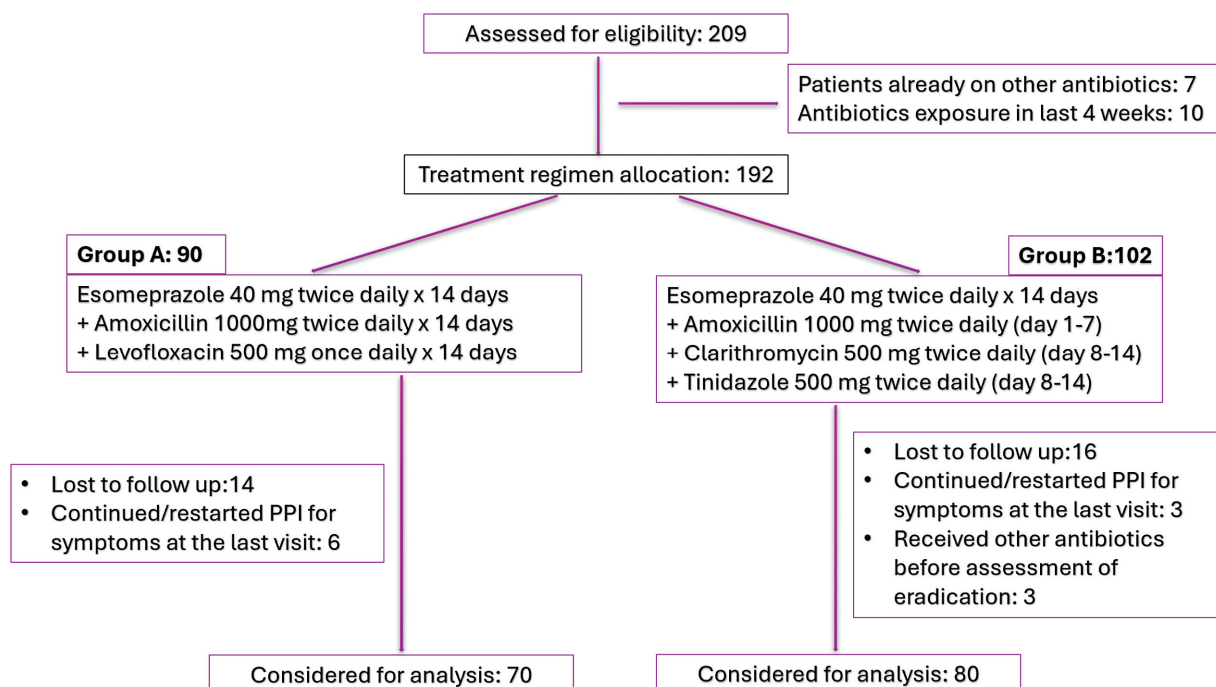 Assessed for eligibility: 209
Patients already on other antibiotics: 7
Antibiotics exposure in last 4 weeks: 10
Treatment regimen allocation: 192
Group A: 90
Esomeprazole 40 mg twice daily x 14 days
+ Amoxicillin 1000mg twice daily x 14 days
+ Levofloxacin 500 mg once daily x 14 days
Group B:102
Esomeprazole 40 mg twice daily x 14 days
+ Amoxicillin 1000 mg twice daily (day 1-7)
+ Clarithromycin 500 mg twice daily (day 8-14)
+ Tinidazole 500 mg twice daily (day 8-14)
• Lost to follow up:14
• Continued/restarted PPI for
symptoms at the last visit: 6
• Lost to follow up:16
• Continued/restarted PPI for
symptoms at the last visit: 3
• Received other antibiotics
before assessment of
eradication: 3
Considered for analysis: 70
Considered for analysis: 80